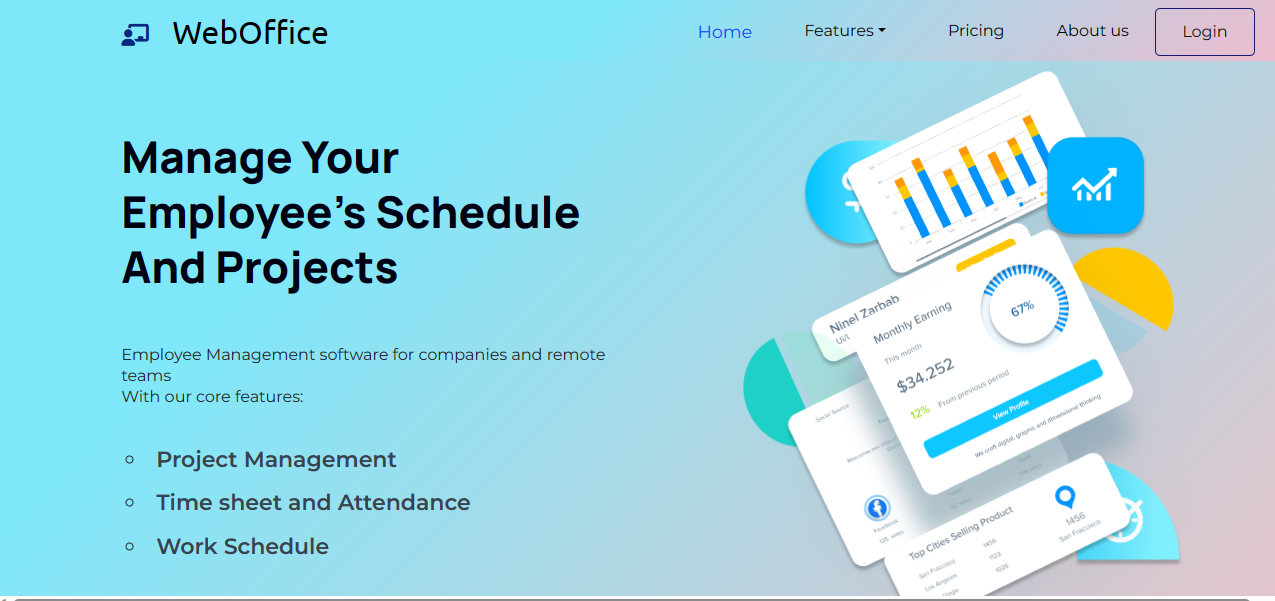 WebOffice
Home
Features
Pricing
About us
Login
Manage Your
Employee's Schedule
And Projects
Employee Management software for companies and remote
teams
With our core features:
Project Management
Time sheet and Attendance
Work Schedule
Ninel Zarbab
Monthly Earning
This month
$34.252
12% From previous period
67%
View Profile
We craft digital, graphic and dimensional thinking
Social Source
Facebook
125 sales
Top Cities Selling Product
San Francisco 1456
Los Angeles 1123
Diego 1026
1456
San Francisco